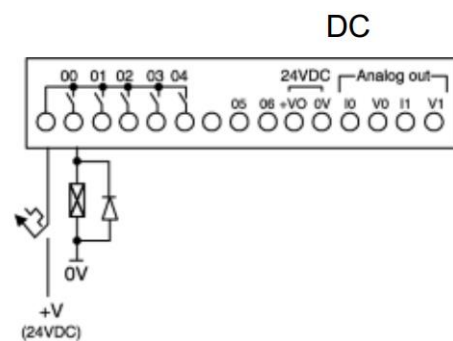 DC
24VDC Analog out
00 01 02 03 04
05 06 +VO 0V I0 V0 I1 V1
0V
+V
(24VDC)